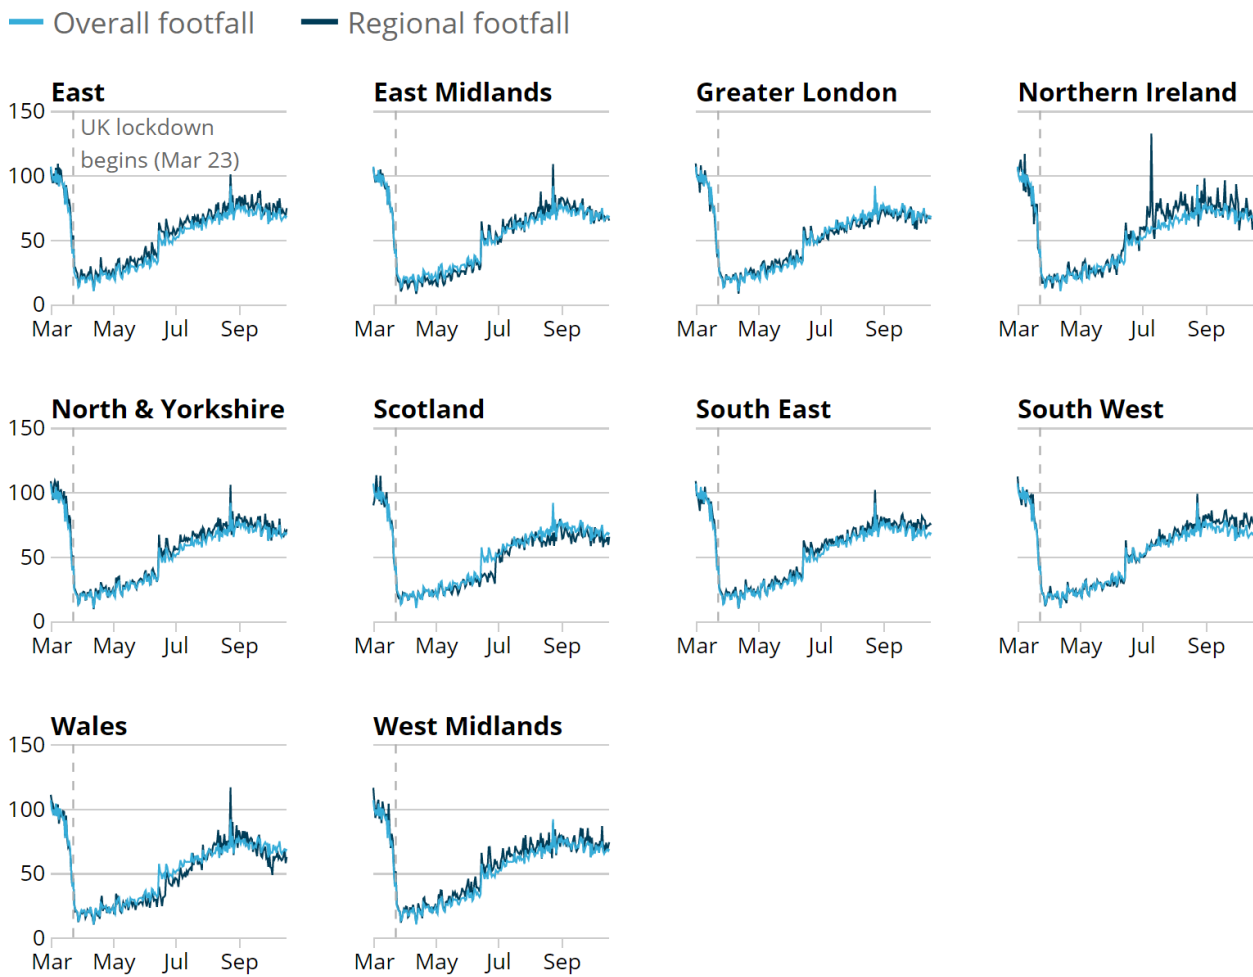 Overall footfall Regional footfall
East East Midlands Greater London Northern Ireland
150
UK lockdown
begins (Mar 23)
100
50
0
Mar May Jul Sep Mar May Jul Sep Mar May Jul Sep Mar May Jul Sep
North & Yorkshire Scotland South East South West
150
100
50
0
Mar May Jul Sep Mar May Jul Sep Mar May Jul Sep Mar May Jul Sep
Wales West Midlands
150
100
50
0
Mar May Jul Sep Mar May Jul Sep